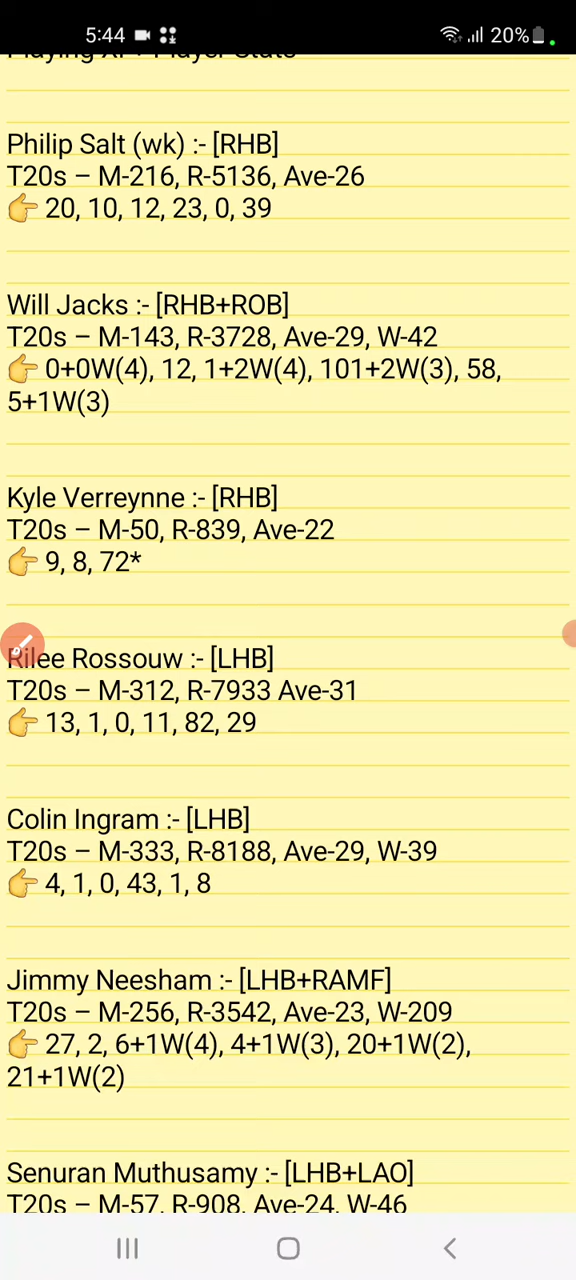 5:44
20%
Playing XI + Player Stats
Philip Salt (wk) :- [RHB]
T20s – M-216, R-5136, Ave-26
👉 20, 10, 12, 23, 0, 39
Will Jacks :- [RHB+ROB]
T20s – M-143, R-3728, Ave-29, W-42
👉 0+0W(4), 12, 1+2W(4), 101+2W(3), 58,
5+1W(3)
Kyle Verreynne :- [RHB]
T20s – M-50, R-839, Ave-22
👉 9, 8, 72*
Rilee Rossouw :- [LHB]
T20s – M-312, R-7933 Ave-31
👉 13, 1, 0, 11, 82, 29
Colin Ingram :- [LHB]
T20s – M-333, R-8188, Ave-29, W-39
👉 4, 1, 0, 43, 1, 8
Jimmy Neesham :- [LHB+RAMF]
T20s – M-256, R-3542, Ave-23, W-209
👉 27, 2, 6+1W(4), 4+1W(3), 20+1W(2),
21+1W(2)
Senuran Muthusamy :- [LHB+LAO]
T20s – M-57, R-908, Ave-24, W-46